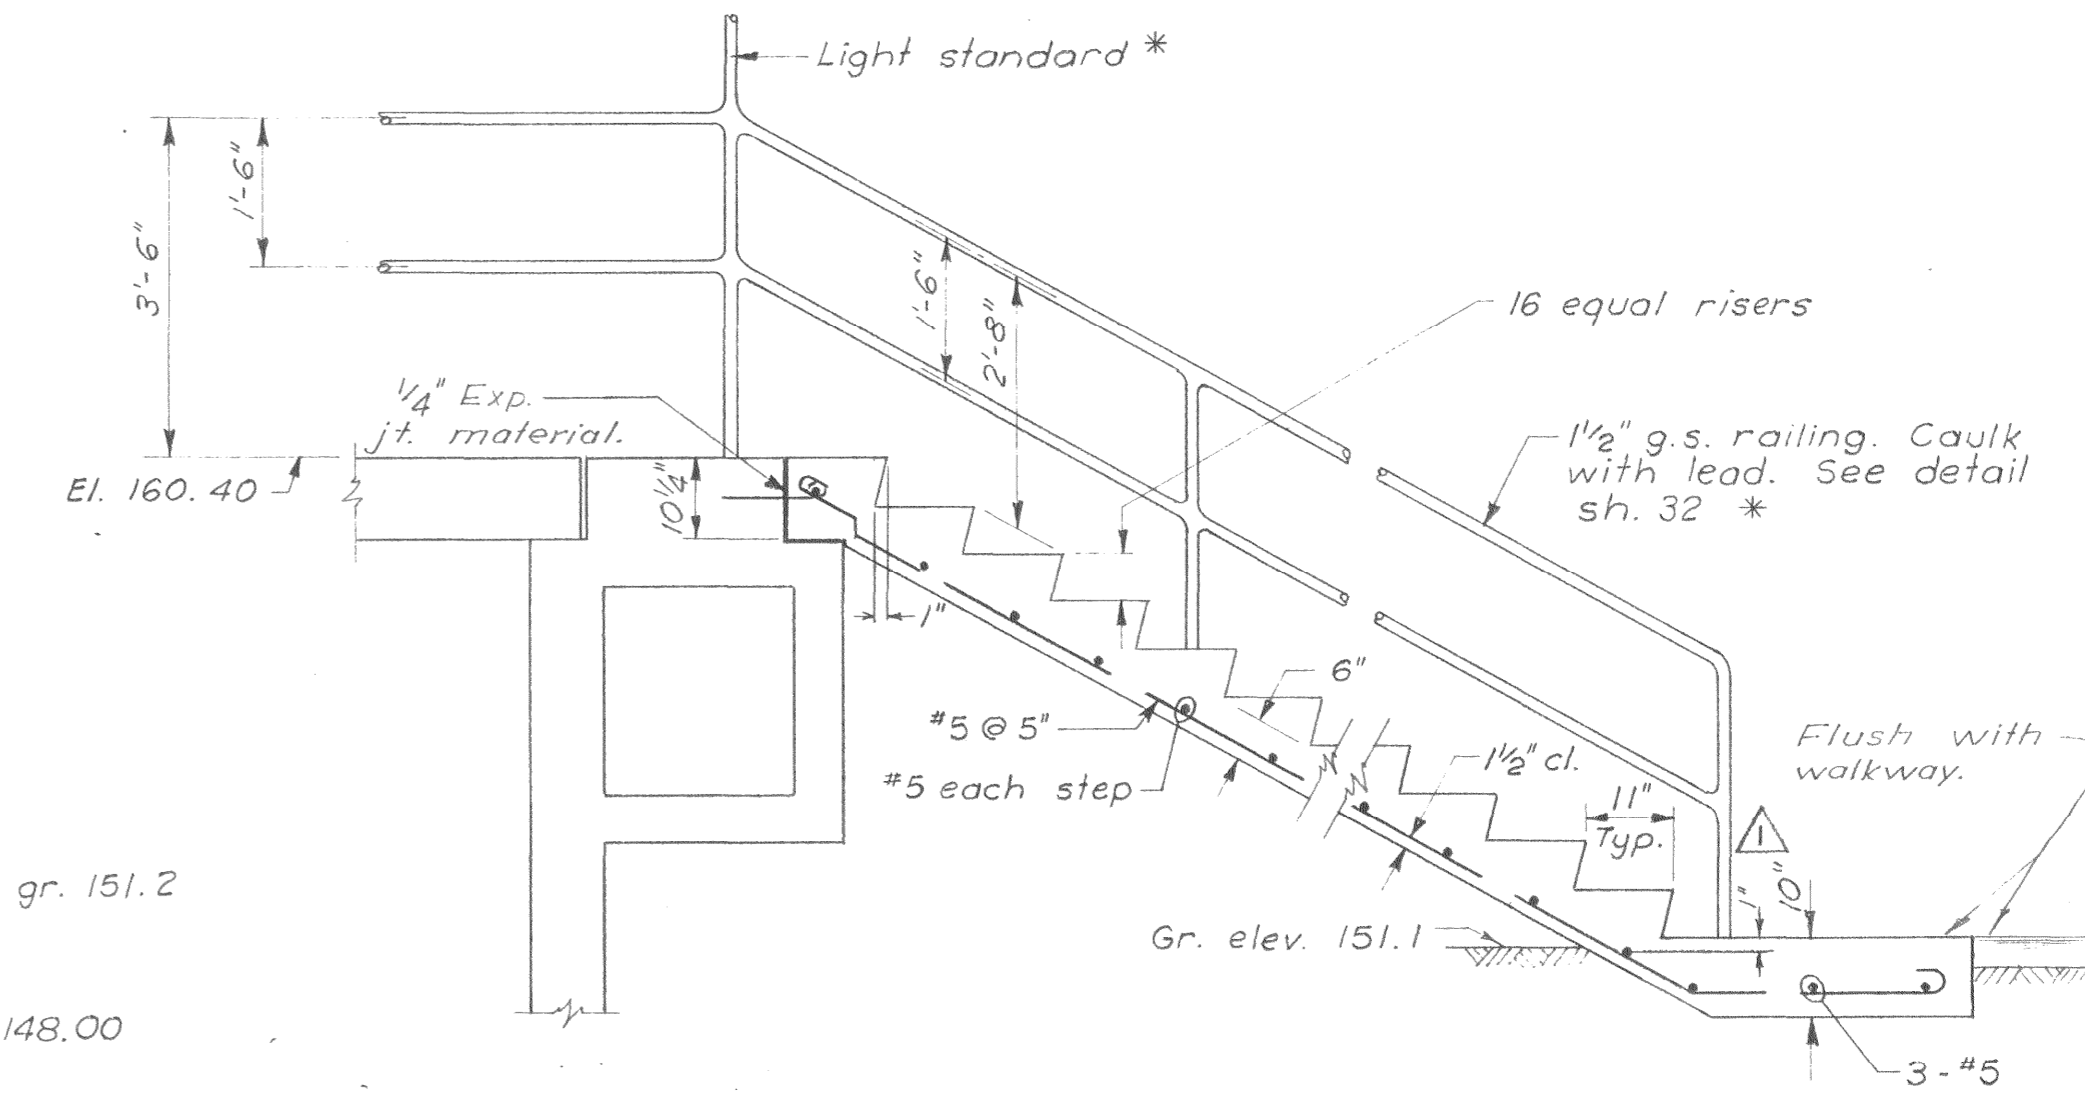 Light standard *
1'-6"
3'-6"
1'-6"
2'-8"
16 equal risers
1/4" Exp.
jt. material.
1 1/2" g.s. railing. Caulk
with lead. See detail
sh. 32 *
El. 160.40
10 1/4"
1"
6"
#5 @ 5"
#5 each step
1 1/2" cl.
Flush with
walkway.
11"
Typ.
1
1"
10"
gr. 151.2
Gr. elev. 151.1
148.00
3-#5